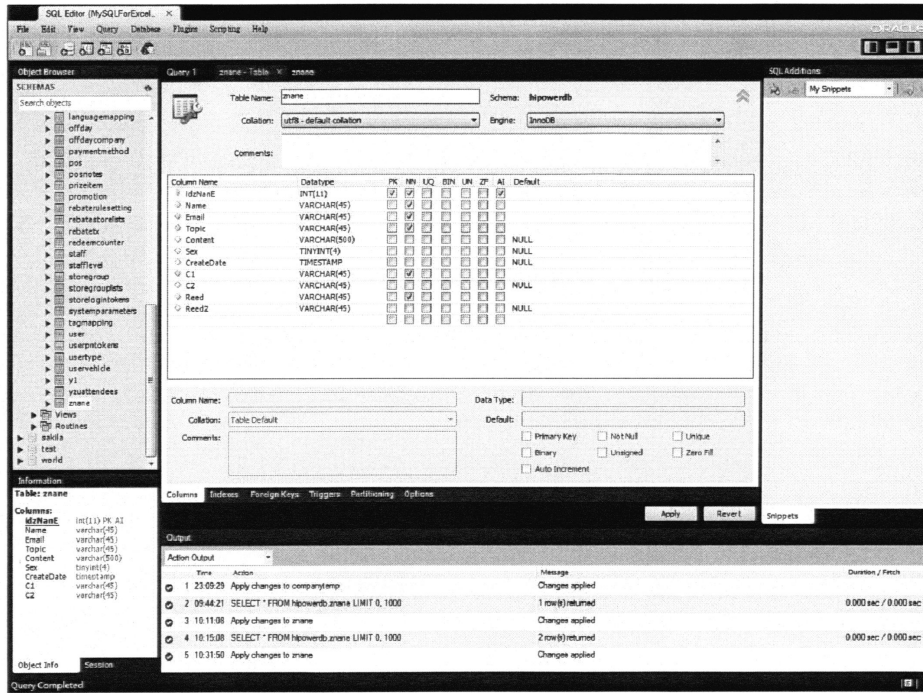 SQL Editor (MySQLForExcel.. ×
File Edit View Query Database Plugins Scripting Help
ORACLE
Object Browser
SCHEMAS
Search objects
languagemapping
offday
offdaycompany
paymentmethod
pos
posnotes
prizeitem
promotion
rebaterulesetting
rebatestorelists
rebatetx
redeemcounter
staff
stafflevel
storegroup
storegrouplists
storelogintokens
systemparameters
tagmapping
user
userpntokens
usertype
uservehicle
y1
yzuattendees
znane
Views
Routines
sakila
test
world
Information
Table: znane
Columns:
idzNanE int(11) PK AI
Name varchar(45)
Email varchar(45)
Topic varchar(45)
Content varchar(500)
Sex tinyint(4)
CreateDate timestamp
C1 varchar(45)
C2 varchar(45)
Object Info Session
Query Completed
Query 1 znane - Table × znane
Table Name: znane Schema: hipowerdb
Collation: utf8 - default collation Engine: InnoDB
Comments:
Column Name Datatype PK NN UQ BIN UN ZF AI Default
idzNanE INT(11)
Name VARCHAR(45)
Email VARCHAR(45)
Topic VARCHAR(45)
Content VARCHAR(500) NULL
Sex TINYINT(4) NULL
CreateDate TIMESTAMP NULL
C1 VARCHAR(45)
C2 VARCHAR(45) NULL
Reed VARCHAR(45)
Reed2 VARCHAR(45) NULL
Column Name: Data Type:
Collation: Table Default Default:
Comments: Primary Key Not Null Unique
Binary Unsigned Zero Fill
Auto Increment
Columns Indexes Foreign Keys Triggers Partitioning Options
Apply Revert
Output
Action Output
Time Action Message Duration / Fetch
1 23:09:29 Apply changes to companytemp Changes applied
2 09:44:21 SELECT * FROM hipowerdb.znane LIMIT 0, 1000 1 row(s) returned 0.000 sec / 0.000 sec
3 10:11:08 Apply changes to znane Changes applied
4 10:15:08 SELECT * FROM hipowerdb.znane LIMIT 0, 1000 2 row(s) returned 0.000 sec / 0.000 sec
5 10:31:50 Apply changes to znane Changes applied
SQL Additions
My Snippets
Snippets